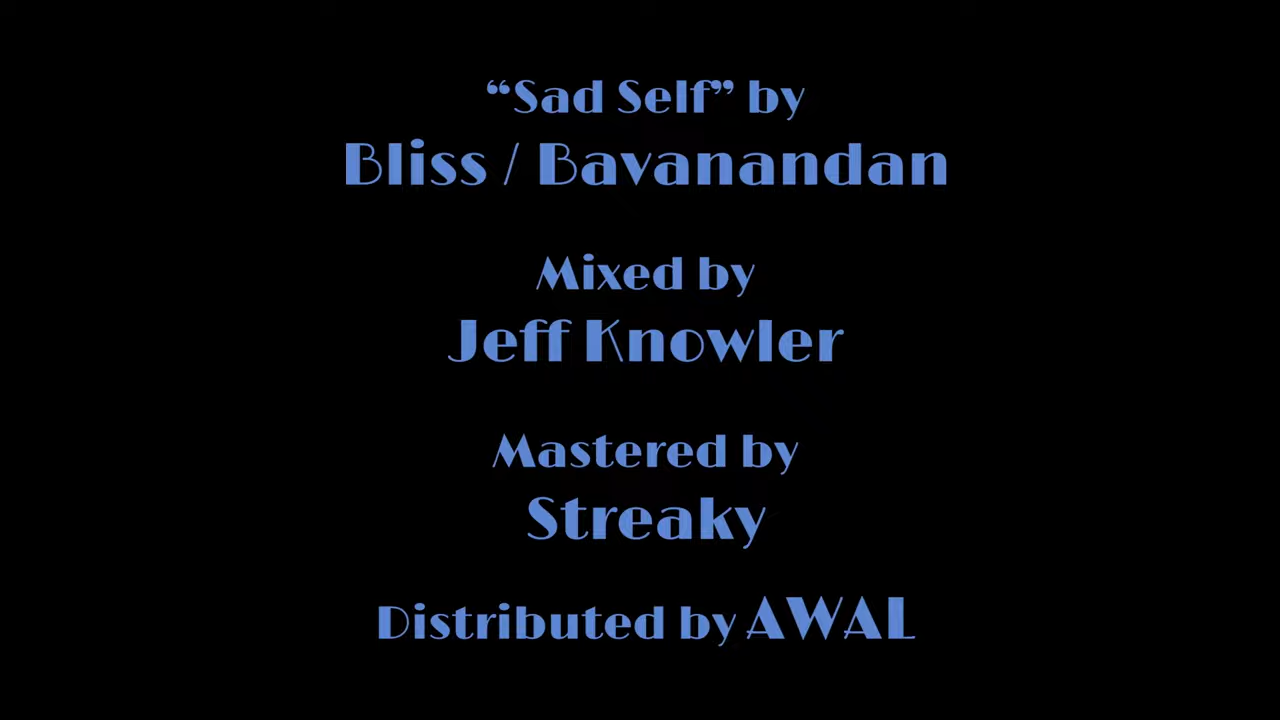 “Sad Self” by
Bliss / Bavanandan
Mixed by
Jeff Knowler
Mastered by
Streaky
Distributed by AWAL